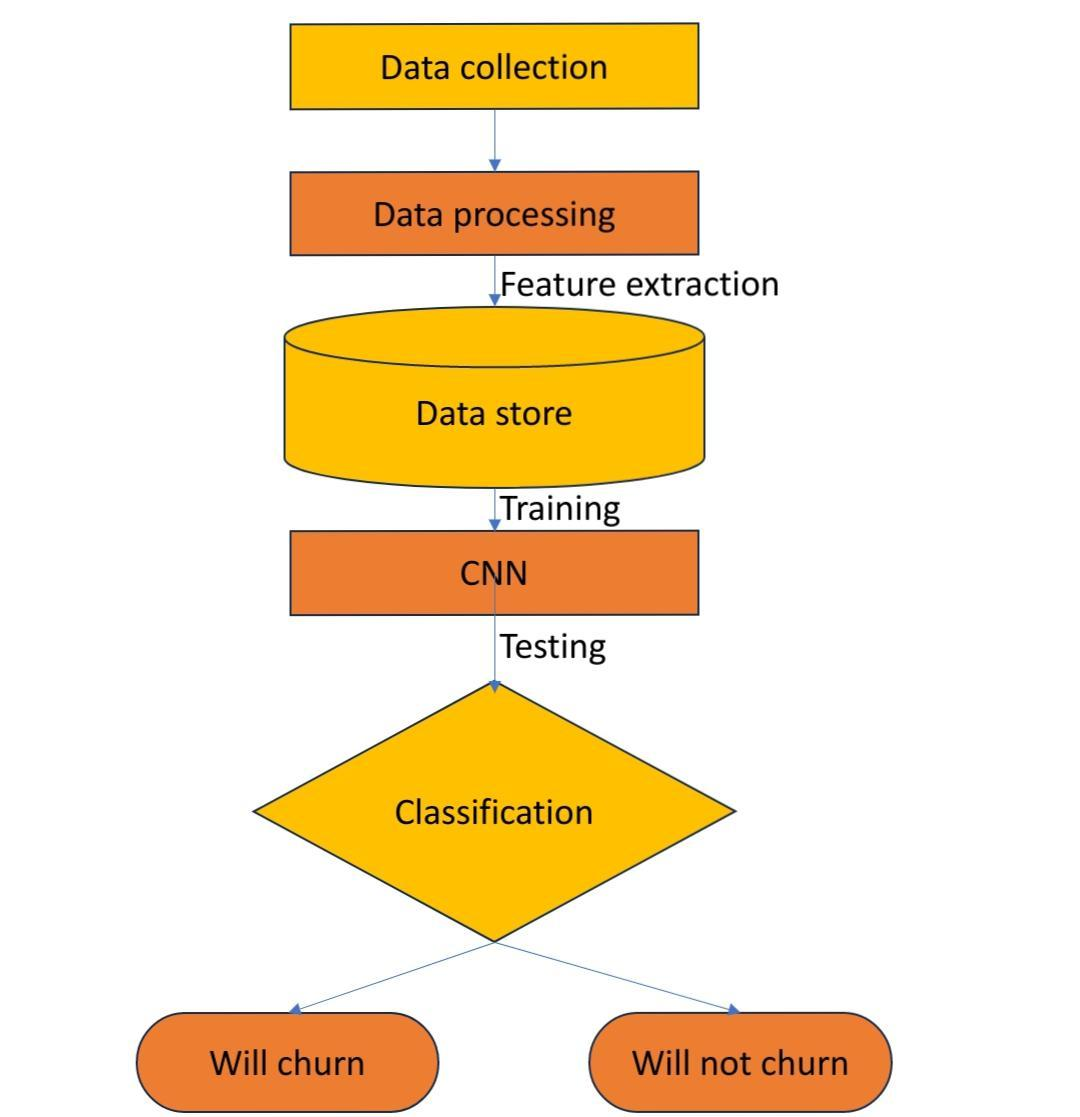 Data collection
Data processing
Feature extraction
Data store
Training
CNN
Testing
Classification
Will churn
Will not churn